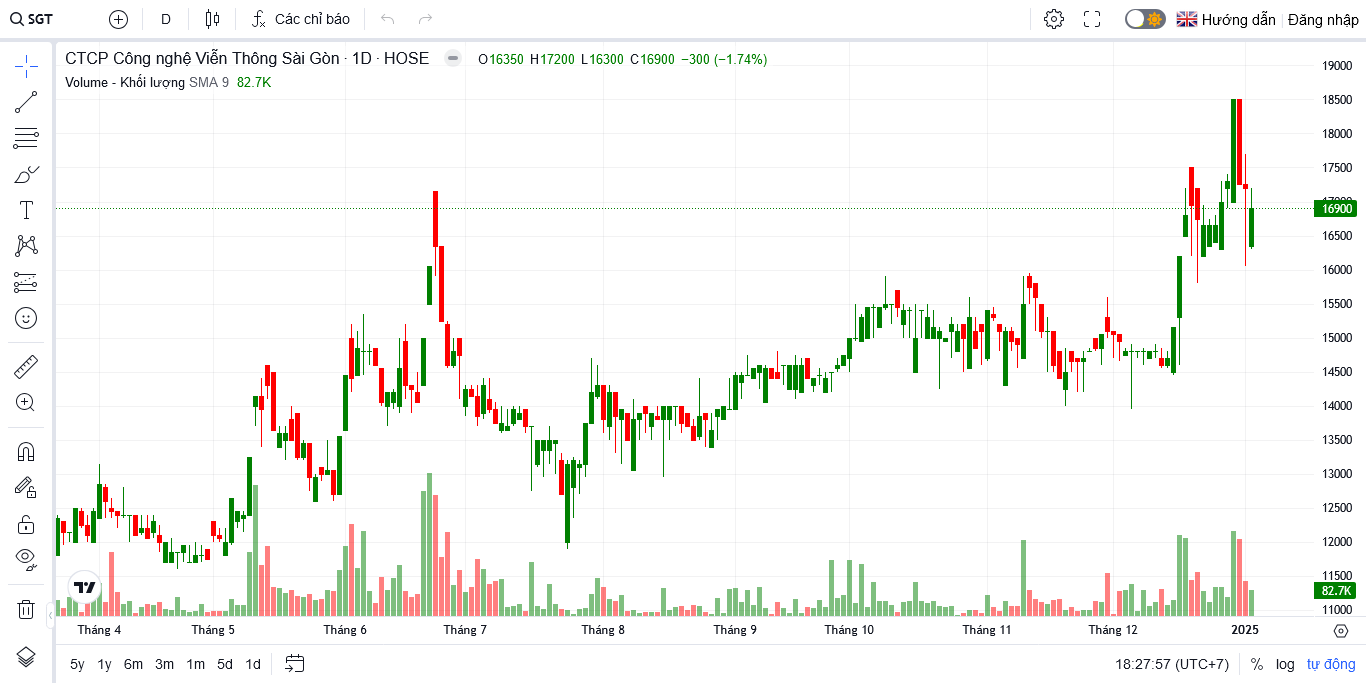 SGT D Các chỉ báo Hướng dẫn Đăng nhập
CTCP Công nghệ Viễn Thông Sài Gòn · 1D · HOSE O16350 H17200 L16300 C16900 −300 (−1.74%)
Volume - Khối lượng SMA 9 82.7K
19000
18500
18000
17500
16900
16500
16000
15500
15000
14500
14000
13500
13000
12500
12000
11500
82.7K
11000
Tháng 4 Tháng 5 Tháng 6 Tháng 7 Tháng 8 Tháng 9 Tháng 10 Tháng 11 Tháng 12 2025
5y 1y 6m 3m 1m 5d 1d 18:27:57 (UTC+7) % log tự động